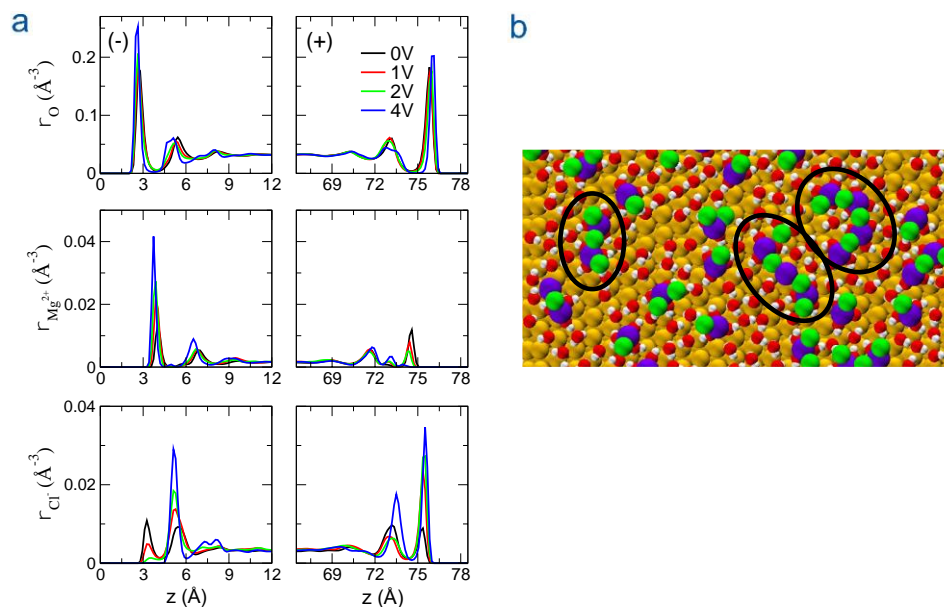 a
b
(-)
(+)
0V
1V
2V
4V
r_O (Å⁻³)
0.2
0.1
0
0 3 6 9 12
69 72 75 78
r_Mg²⁺ (Å⁻³)
0.04
0.02
0
0 3 6 9 12
69 72 75 78
r_Cl⁻ (Å⁻³)
0.04
0.02
0
0 3 6 9 12
69 72 75 78
z (Å)
z (Å)